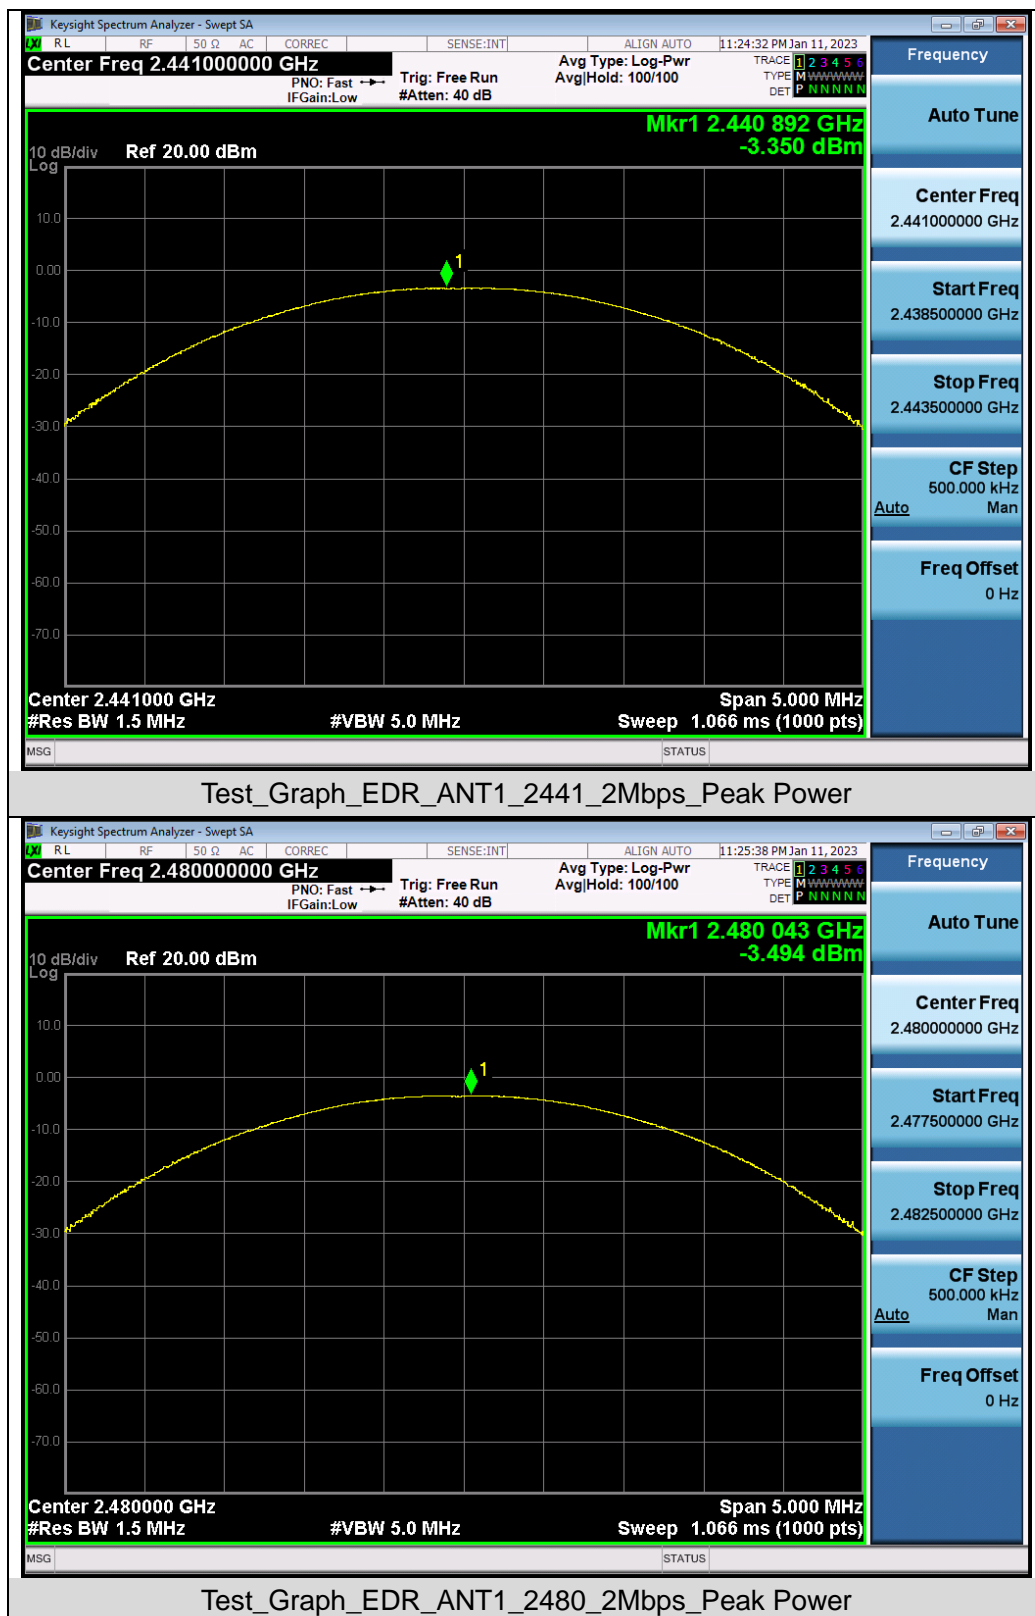 Keysight Spectrum Analyzer - Swept SA
LXI RL RF 50 Ω AC CORREC SENSE:INT ALIGN AUTO 11:24:32 PM Jan 11, 2023
Center Freq 2.441000000 GHz
PNO: Fast
IFGain:Low
Trig: Free Run
#Atten: 40 dB
Avg Type: Log-Pwr
Avg|Hold: 100/100
TRACE 1 2 3 4 5 6
TYPE M WWWWW
DET P N N N N N
Mkr1 2.440 892 GHz
-3.350 dBm
10 dB/div Ref 20.00 dBm
Log
10.0
0.00
-10.0
-20.0
-30.0
-40.0
-50.0
-60.0
-70.0
1
Center 2.441000 GHz Span 5.000 MHz
#Res BW 1.5 MHz #VBW 5.0 MHz Sweep 1.066 ms (1000 pts)
MSG STATUS
Frequency
Auto Tune
Center Freq
2.441000000 GHz
Start Freq
2.438500000 GHz
Stop Freq
2.443500000 GHz
CF Step
500.000 kHz
Auto Man
Freq Offset
0 Hz
Test_Graph_EDR_ANT1_2441_2Mbps_Peak Power
Keysight Spectrum Analyzer - Swept SA
LXI RL RF 50 Ω AC CORREC SENSE:INT ALIGN AUTO 11:25:38 PM Jan 11, 2023
Center Freq 2.480000000 GHz
PNO: Fast
IFGain:Low
Trig: Free Run
#Atten: 40 dB
Avg Type: Log-Pwr
Avg|Hold: 100/100
TRACE 1 2 3 4 5 6
TYPE M WWWWW
DET P N N N N N
Mkr1 2.480 043 GHz
-3.494 dBm
10 dB/div Ref 20.00 dBm
Log
10.0
0.00
-10.0
-20.0
-30.0
-40.0
-50.0
-60.0
-70.0
1
Center 2.480000 GHz Span 5.000 MHz
#Res BW 1.5 MHz #VBW 5.0 MHz Sweep 1.066 ms (1000 pts)
MSG STATUS
Frequency
Auto Tune
Center Freq
2.480000000 GHz
Start Freq
2.477500000 GHz
Stop Freq
2.482500000 GHz
CF Step
500.000 kHz
Auto Man
Freq Offset
0 Hz
Test_Graph_EDR_ANT1_2480_2Mbps_Peak Power